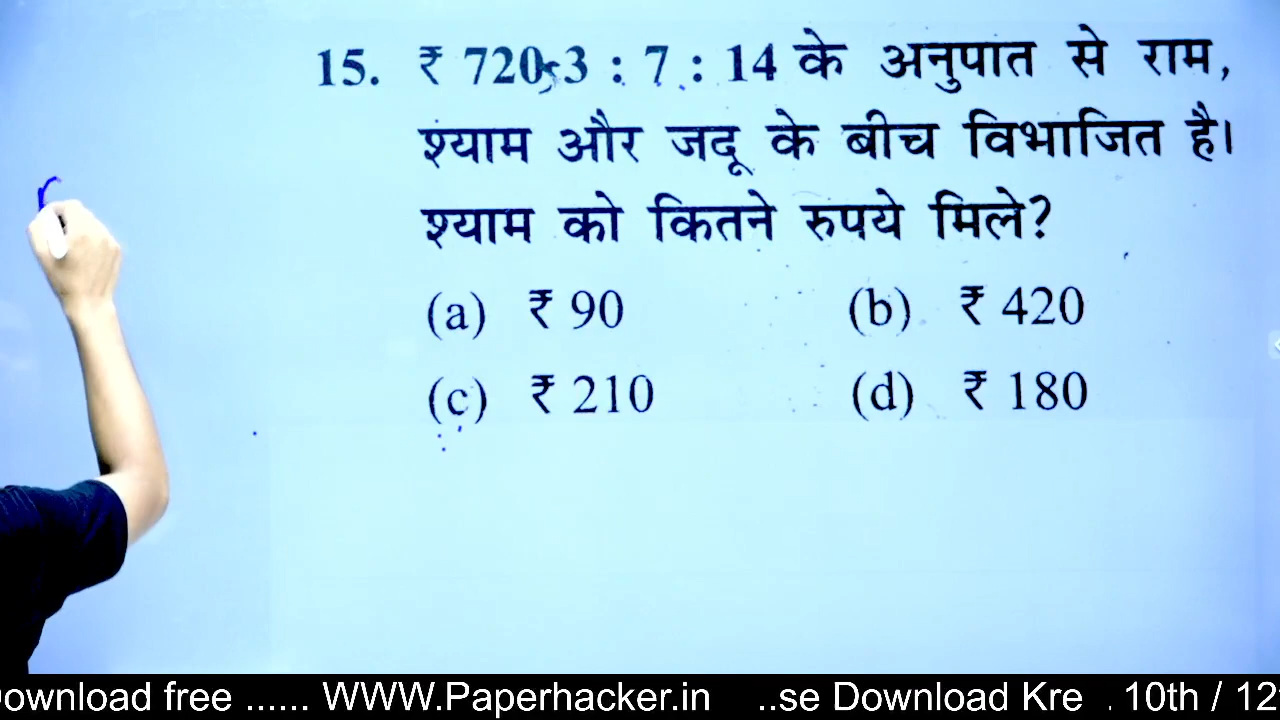 15. ₹ 720, 3 : 7 : 14 के अनुपात से राम,
श्याम और जदू के बीच विभाजित है।
श्याम को कितने रुपये मिले?
(a) ₹ 90 (b) ₹ 420
(c) ₹ 210 (d) ₹ 180
ownload free ...... WWW.Paperhacker.in ..se Download Kre . 10th / 12